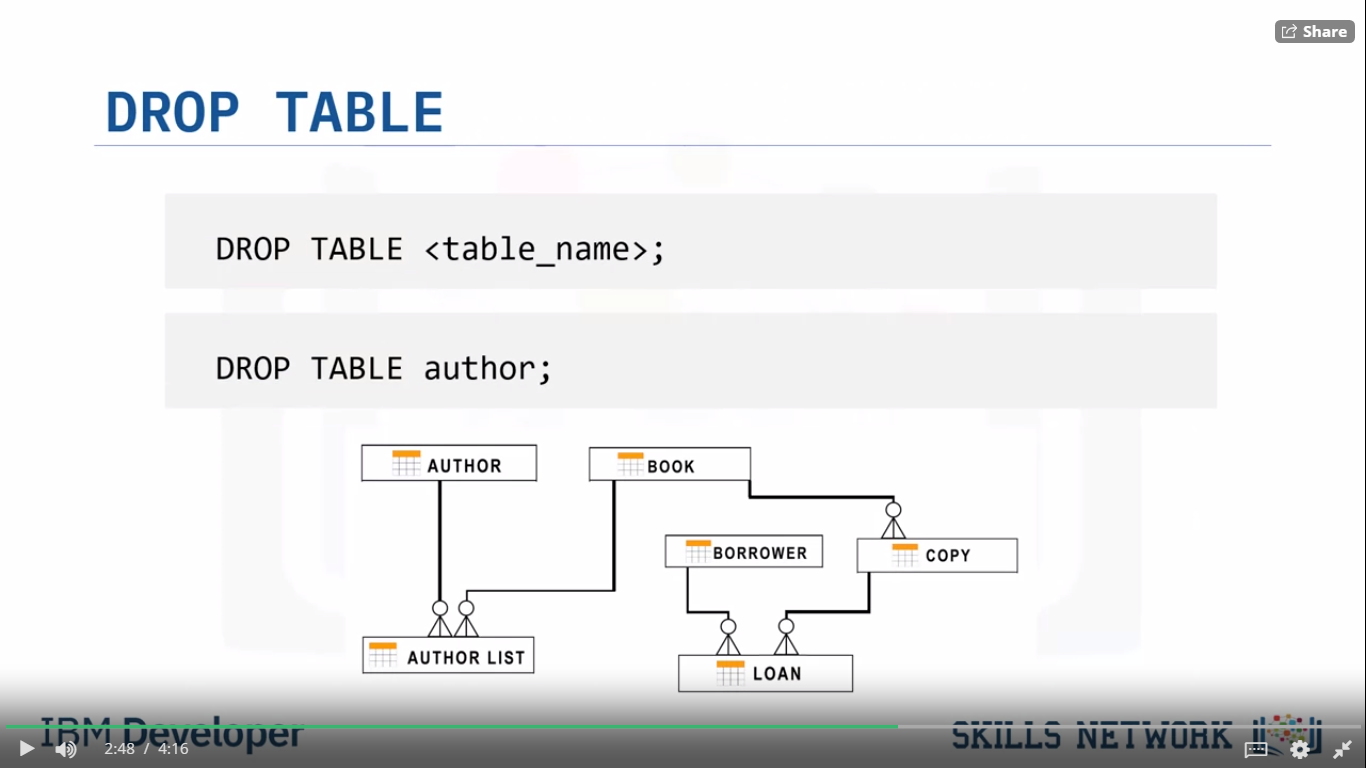 Share
DROP TABLE
DROP TABLE <table_name>;
DROP TABLE author;
AUTHOR
BOOK
BORROWER
COPY
AUTHOR LIST
LOAN
IBM Developer
SKILLS NETWORK
2:48 / 4:16